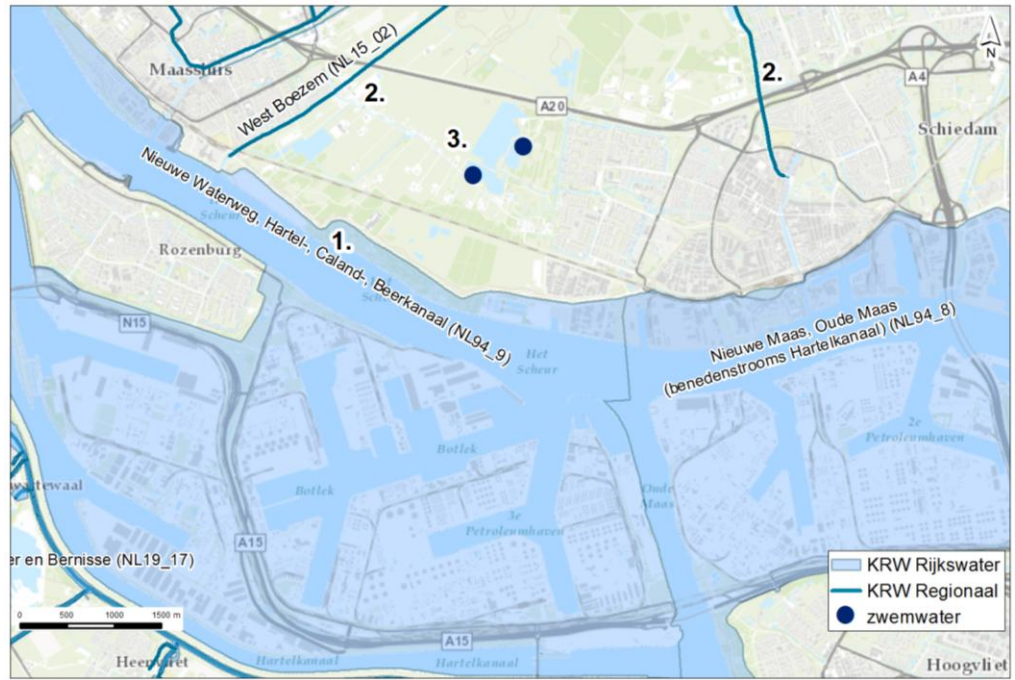 Maassluis
West Boezem (NL15_02)
2.
A20
2.
N
A4
Schiedam
3.
Nieuwe Waterweg, Hartel-, Caland-, Beerkanaal (NL94_9)
Scheur
1.
Rozenburg
N15
Het
Scheur
Nieuwe Maas, Oude Maas
(benedenstrooms Hartelkanaal) (NL94_8)
2e
Petroleumhaven
Botlek
Botlek
Oude
Maas
3e
Petroleumhaven
A15
er en Bernisse (NL19_17)
KRW Rijkswater
KRW Regionaal
zwemwater
0 500 1000 1500 m
A15
Heenvliet
Hartelkanaal
Hartelkanaal
Hoogvliet